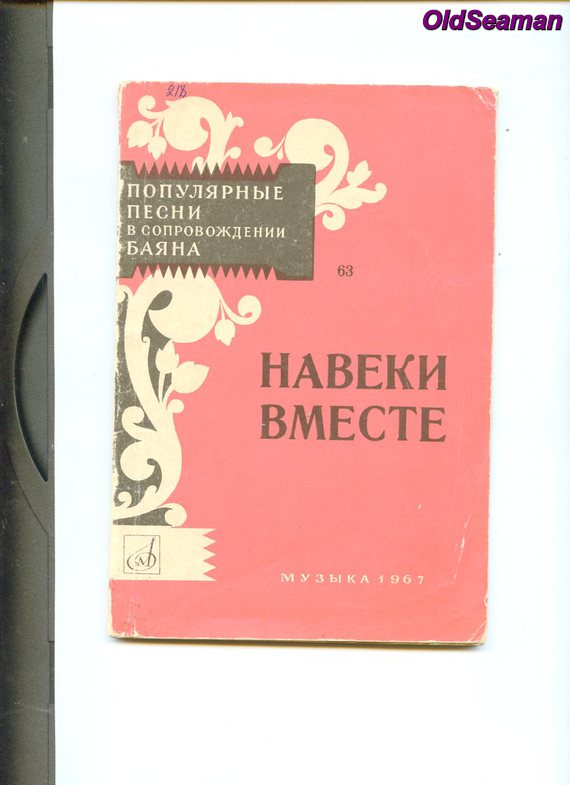 OldSeaman
218
ПОПУЛЯРНЫЕ
ПЕСНИ
В СОПРОВОЖДЕНИИ
БАЯНА
63
НАВЕКИ
ВМЕСТЕ
М
МУЗЫКА 1967